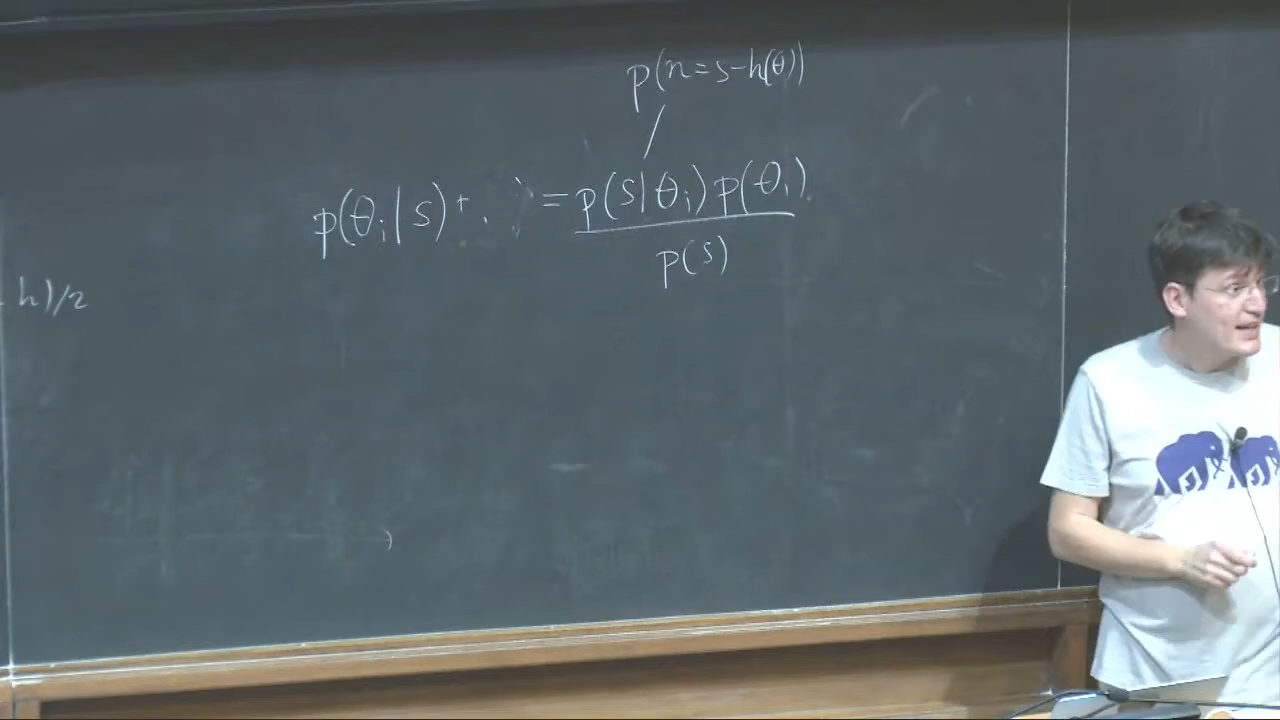 p(n=s-h(θ))
p(θᵢ|s) = p(s|θᵢ)p(θᵢ)
p(s)
h)/2